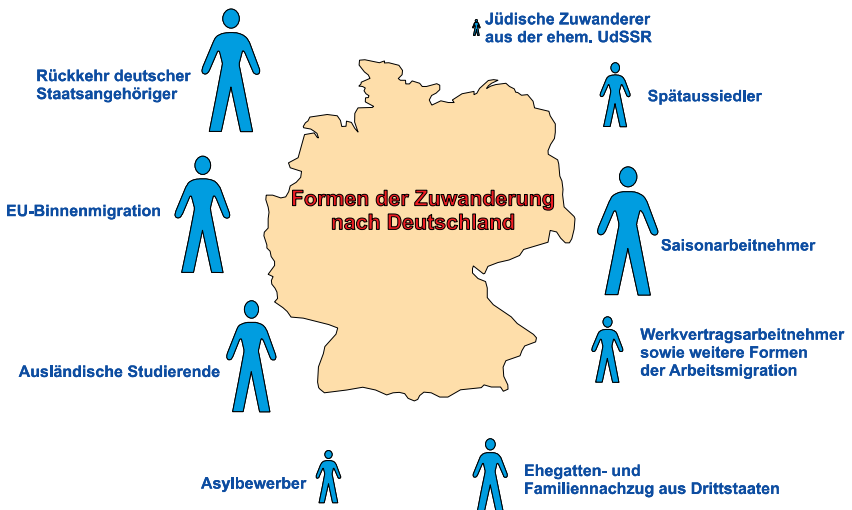 Jüdische Zuwanderer
aus der ehem. UdSSR
Rückkehr deutscher
Staatsangehöriger
Spätaussiedler
EU-Binnenmigration
Formen der Zuwanderung
nach Deutschland
Saisonarbeitnehmer
Werkvertragsarbeitnehmer
sowie weitere Formen
der Arbeitsmigration
Ausländische Studierende
Asylbewerber
Ehegatten- und
Familiennachzug aus Drittstaaten